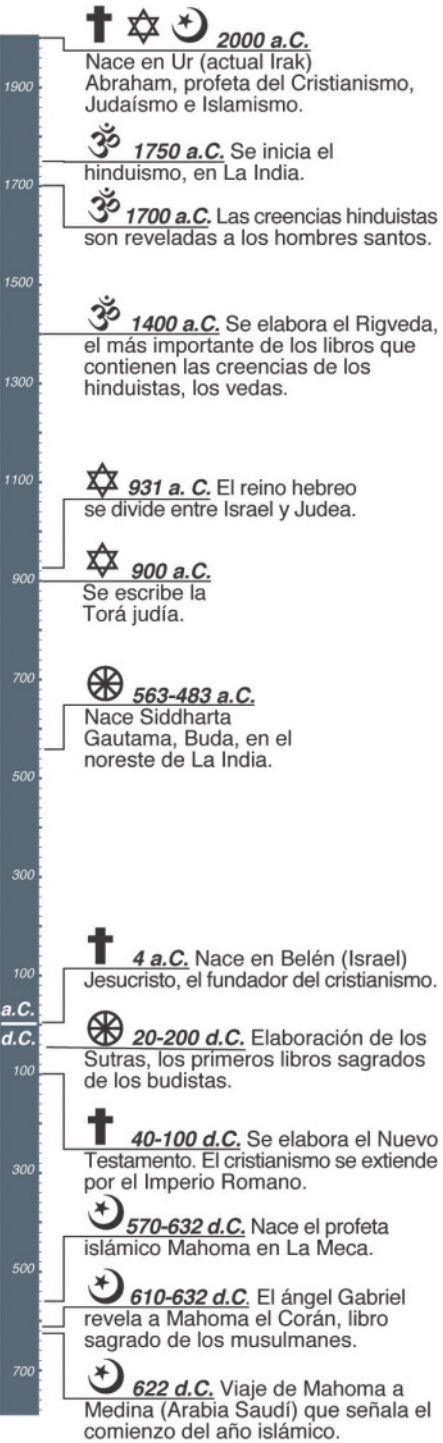 2000 a.C.
Nace en Ur (actual Irak)
Abraham, profeta del Cristianismo,
Judaísmo e Islamismo.
1900
1750 a.C. Se inicia el
hinduismo, en La India.
1700
1700 a.C. Las creencias hinduistas
son reveladas a los hombres santos.
1500
1400 a.C. Se elabora el Rigveda,
el más importante de los libros que
contienen las creencias de los
hinduistas, los vedas.
1300
1100
931 a. C. El reino hebreo
se divide entre Israel y Judea.
900
900 a.C.
Se escribe la
Torá judía.
700
563-483 a.C.
Nace Siddharta
Gautama, Buda, en el
noreste de La India.
500
300
4 a.C. Nace en Belén (Israel)
Jesucristo, el fundador del cristianismo.
100
a.C.
d.C.
20-200 d.C. Elaboración de los
Sutras, los primeros libros sagrados
de los budistas.
100
40-100 d.C. Se elabora el Nuevo
Testamento. El cristianismo se extiende
por el Imperio Romano.
300
570-632 d.C. Nace el profeta
islámico Mahoma en La Meca.
500
610-632 d.C. El ángel Gabriel
revela a Mahoma el Corán, libro
sagrado de los musulmanes.
700
622 d.C. Viaje de Mahoma a
Medina (Arabia Saudí) que señala el
comienzo del año islámico.